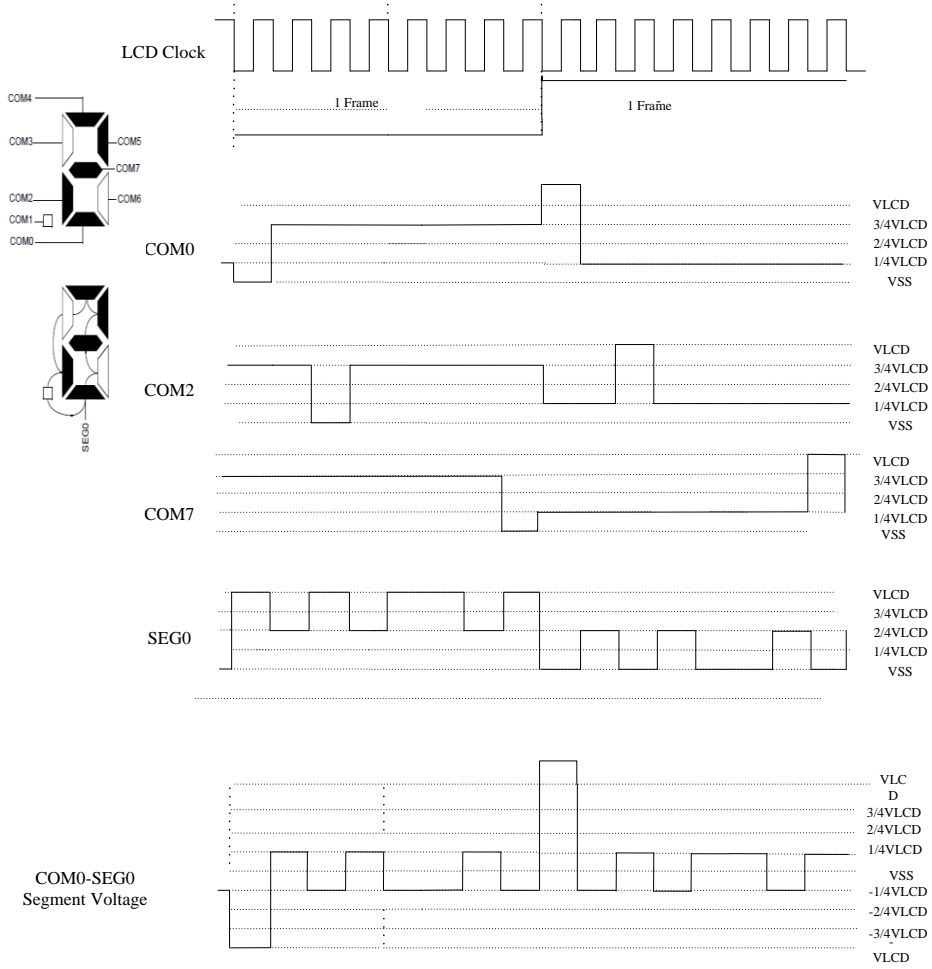 LCD Clock
1 Frame
1 Frame
COM4
COM3
COM5
COM7
COM2
COM6
COM1
COM0
COM0
VLCD
3/4VLCD
2/4VLCD
1/4VLCD
VSS
SEG0
COM2
VLCD
3/4VLCD
2/4VLCD
1/4VLCD
VSS
COM7
VLCD
3/4VLCD
2/4VLCD
1/4VLCD
VSS
SEG0
VLCD
3/4VLCD
2/4VLCD
1/4VLCD
VSS
COM0-SEG0
Segment Voltage
VLC
D
3/4VLCD
2/4VLCD
1/4VLCD
VSS
-1/4VLCD
-2/4VLCD
-3/4VLCD
-
VLCD